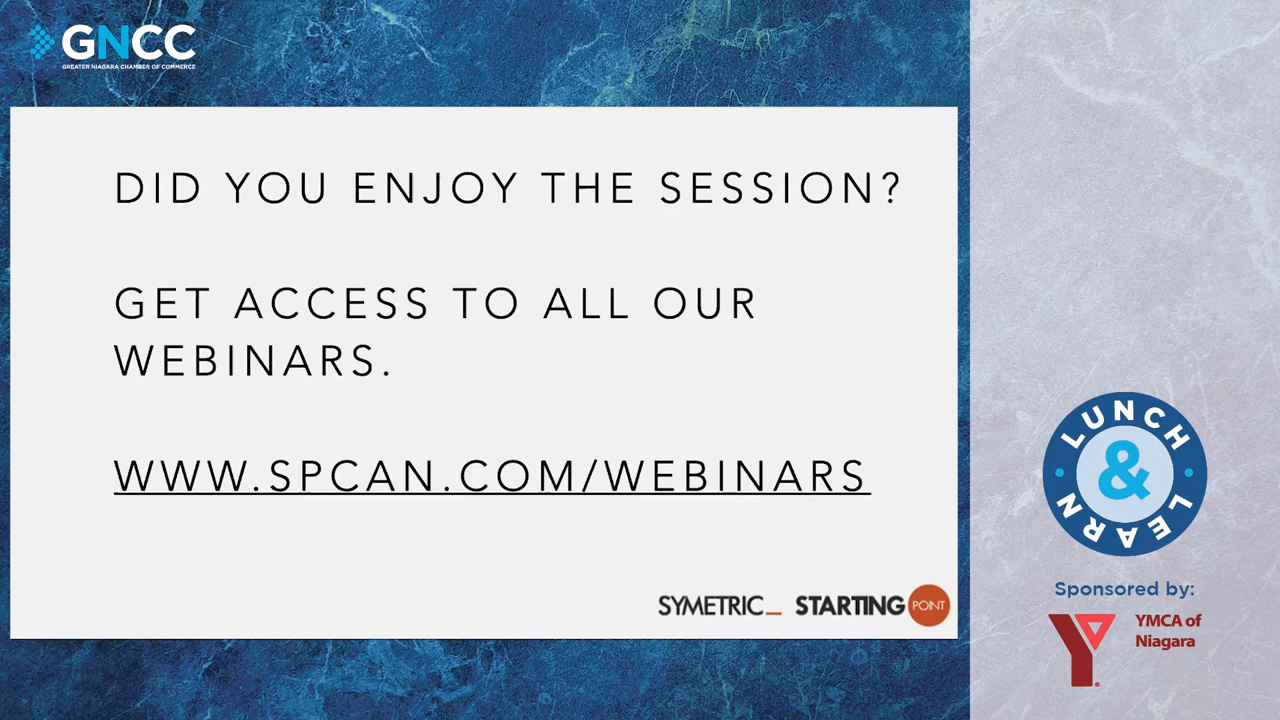 GNCC
GREATER NIAGARA CHAMBER OF COMMERCE
DID YOU ENJOY THE SESSION?
GET ACCESS TO ALL OUR
WEBINARS.
WWW.SPCAN.COM/WEBINARS
SYMETRIC_ STARTING POINT
LUNCH
&
LEARN
Sponsored by:
YMCA of
Niagara